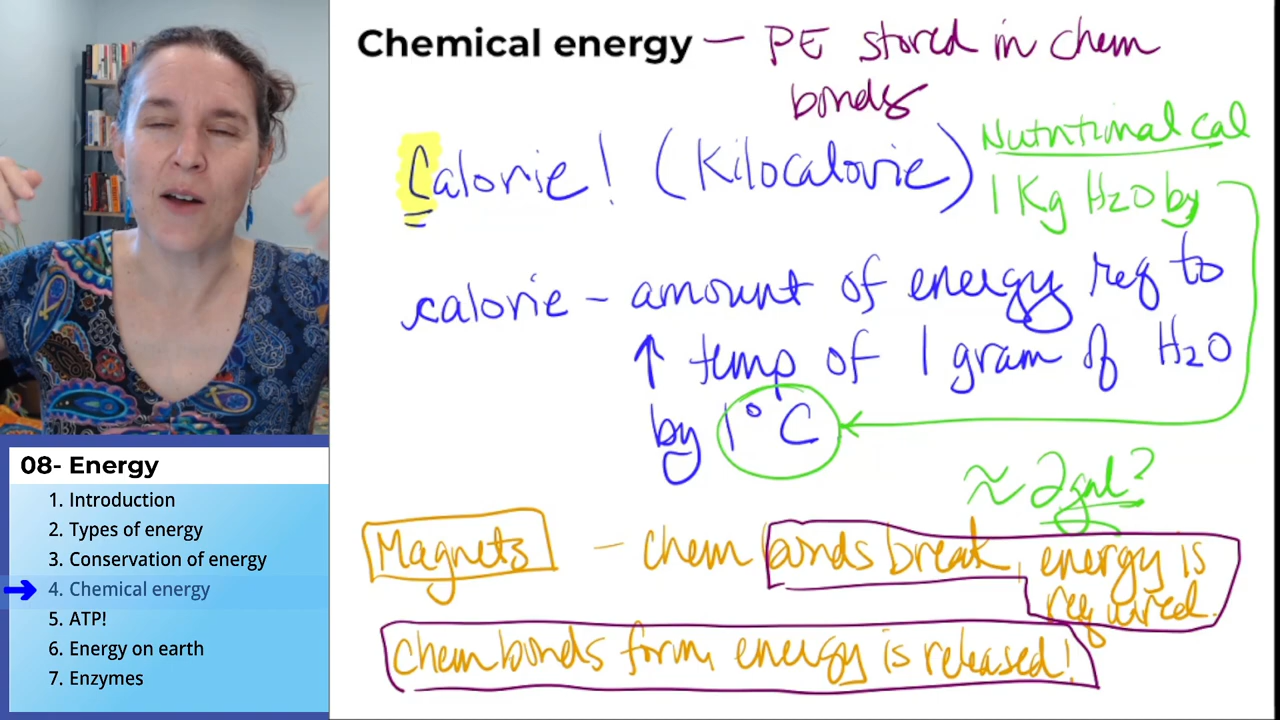 Chemical energy – PE stored in chem
bonds
Calorie! (Kilocalorie)
Nutritional cal
1 Kg H2O by
calorie – amount of energy req to
↑ temp of 1 gram of H2O
by 1° C
≈ 2gal?
Magnets – chem bonds break, energy is
required.
chem bonds form, energy is released!
08- Energy
1. Introduction
2. Types of energy
3. Conservation of energy
4. Chemical energy
5. ATP!
6. Energy on earth
7. Enzymes